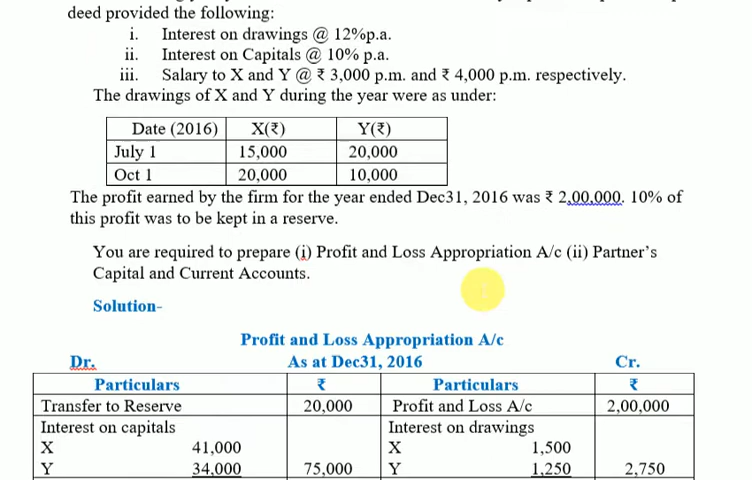 deed provided the following:
i. Interest on drawings @ 12%p.a.
ii. Interest on Capitals @ 10% p.a.
iii. Salary to X and Y @ ₹ 3,000 p.m. and ₹ 4,000 p.m. respectively.
The drawings of X and Y during the year were as under:
Date (2016) X(₹) Y(₹)
July 1 15,000 20,000
Oct 1 20,000 10,000
The profit earned by the firm for the year ended Dec31, 2016 was ₹ 2,00,000. 10% of
this profit was to be kept in a reserve.
You are required to prepare (i) Profit and Loss Appropriation A/c (ii) Partner's
Capital and Current Accounts.
Solution-
Profit and Loss Appropriation A/c
Dr. As at Dec31, 2016 Cr.
Particulars ₹ Particulars ₹
Transfer to Reserve 20,000 Profit and Loss A/c 2,00,000
Interest on capitals Interest on drawings
X 41,000 X 1,500
Y 34,000 75,000 Y 1,250 2,750